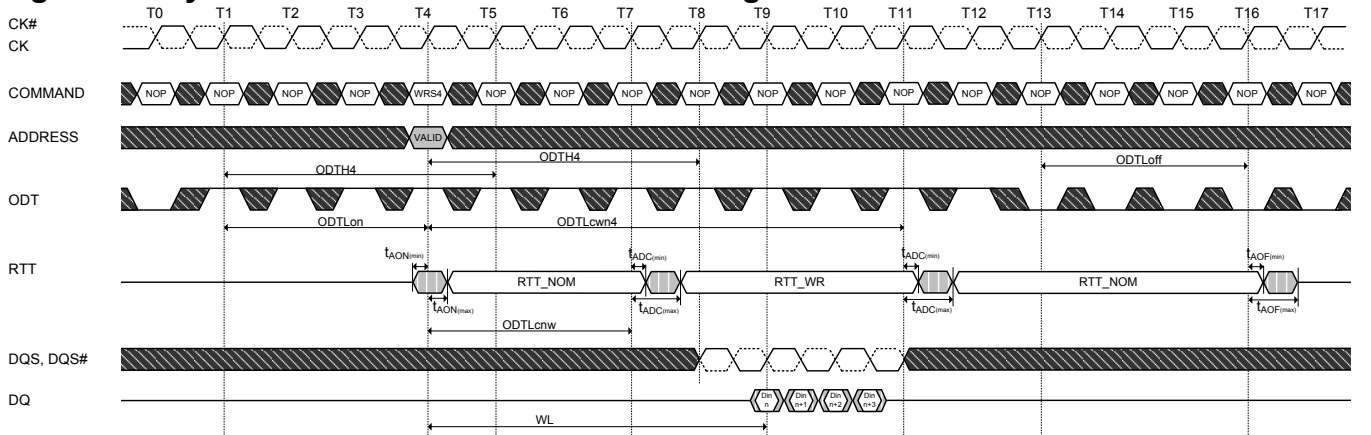 T0 T1 T2 T3 T4 T5 T6 T7 T8 T9 T10 T11 T12 T13 T14 T15 T16 T17
CK#
CK
COMMAND NOP NOP NOP NOP WRS4 NOP NOP NOP NOP NOP NOP NOP NOP NOP NOP NOP NOP NOP
ADDRESS VALID
ODTH4 ODTLoff
ODTH4
ODT
ODTLon ODTLcwn4
tAON(min) tADC(min) tADC(min) tAOF(min)
RTT RTT_NOM RTT_WR RTT_NOM
tAON(max) tADC(max) tADC(max) tAOF(max)
ODTLcnw
DQS, DQS#
DQ Din n Din n+1 Din n+2 Din n+3
WL